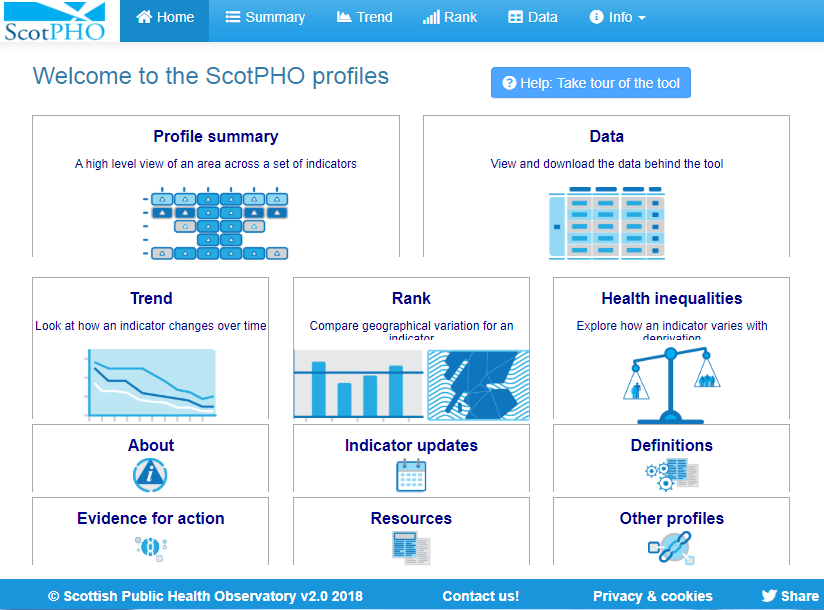 ScotPHO
Home
Summary
Trend
Rank
Data
Info
Welcome to the ScotPHO profiles
Help: Take tour of the tool
Profile summary
A high level view of an area across a set of indicators
Data
View and download the data behind the tool
Trend
Look at how an indicator changes over time
Rank
Compare geographical variation for an
indicator
Health inequalities
Explore how an indicator varies with
deprivation
About
Indicator updates
Definitions
Evidence for action
Resources
Other profiles
© Scottish Public Health Observatory v2.0 2018
Contact us!
Privacy & cookies
Share